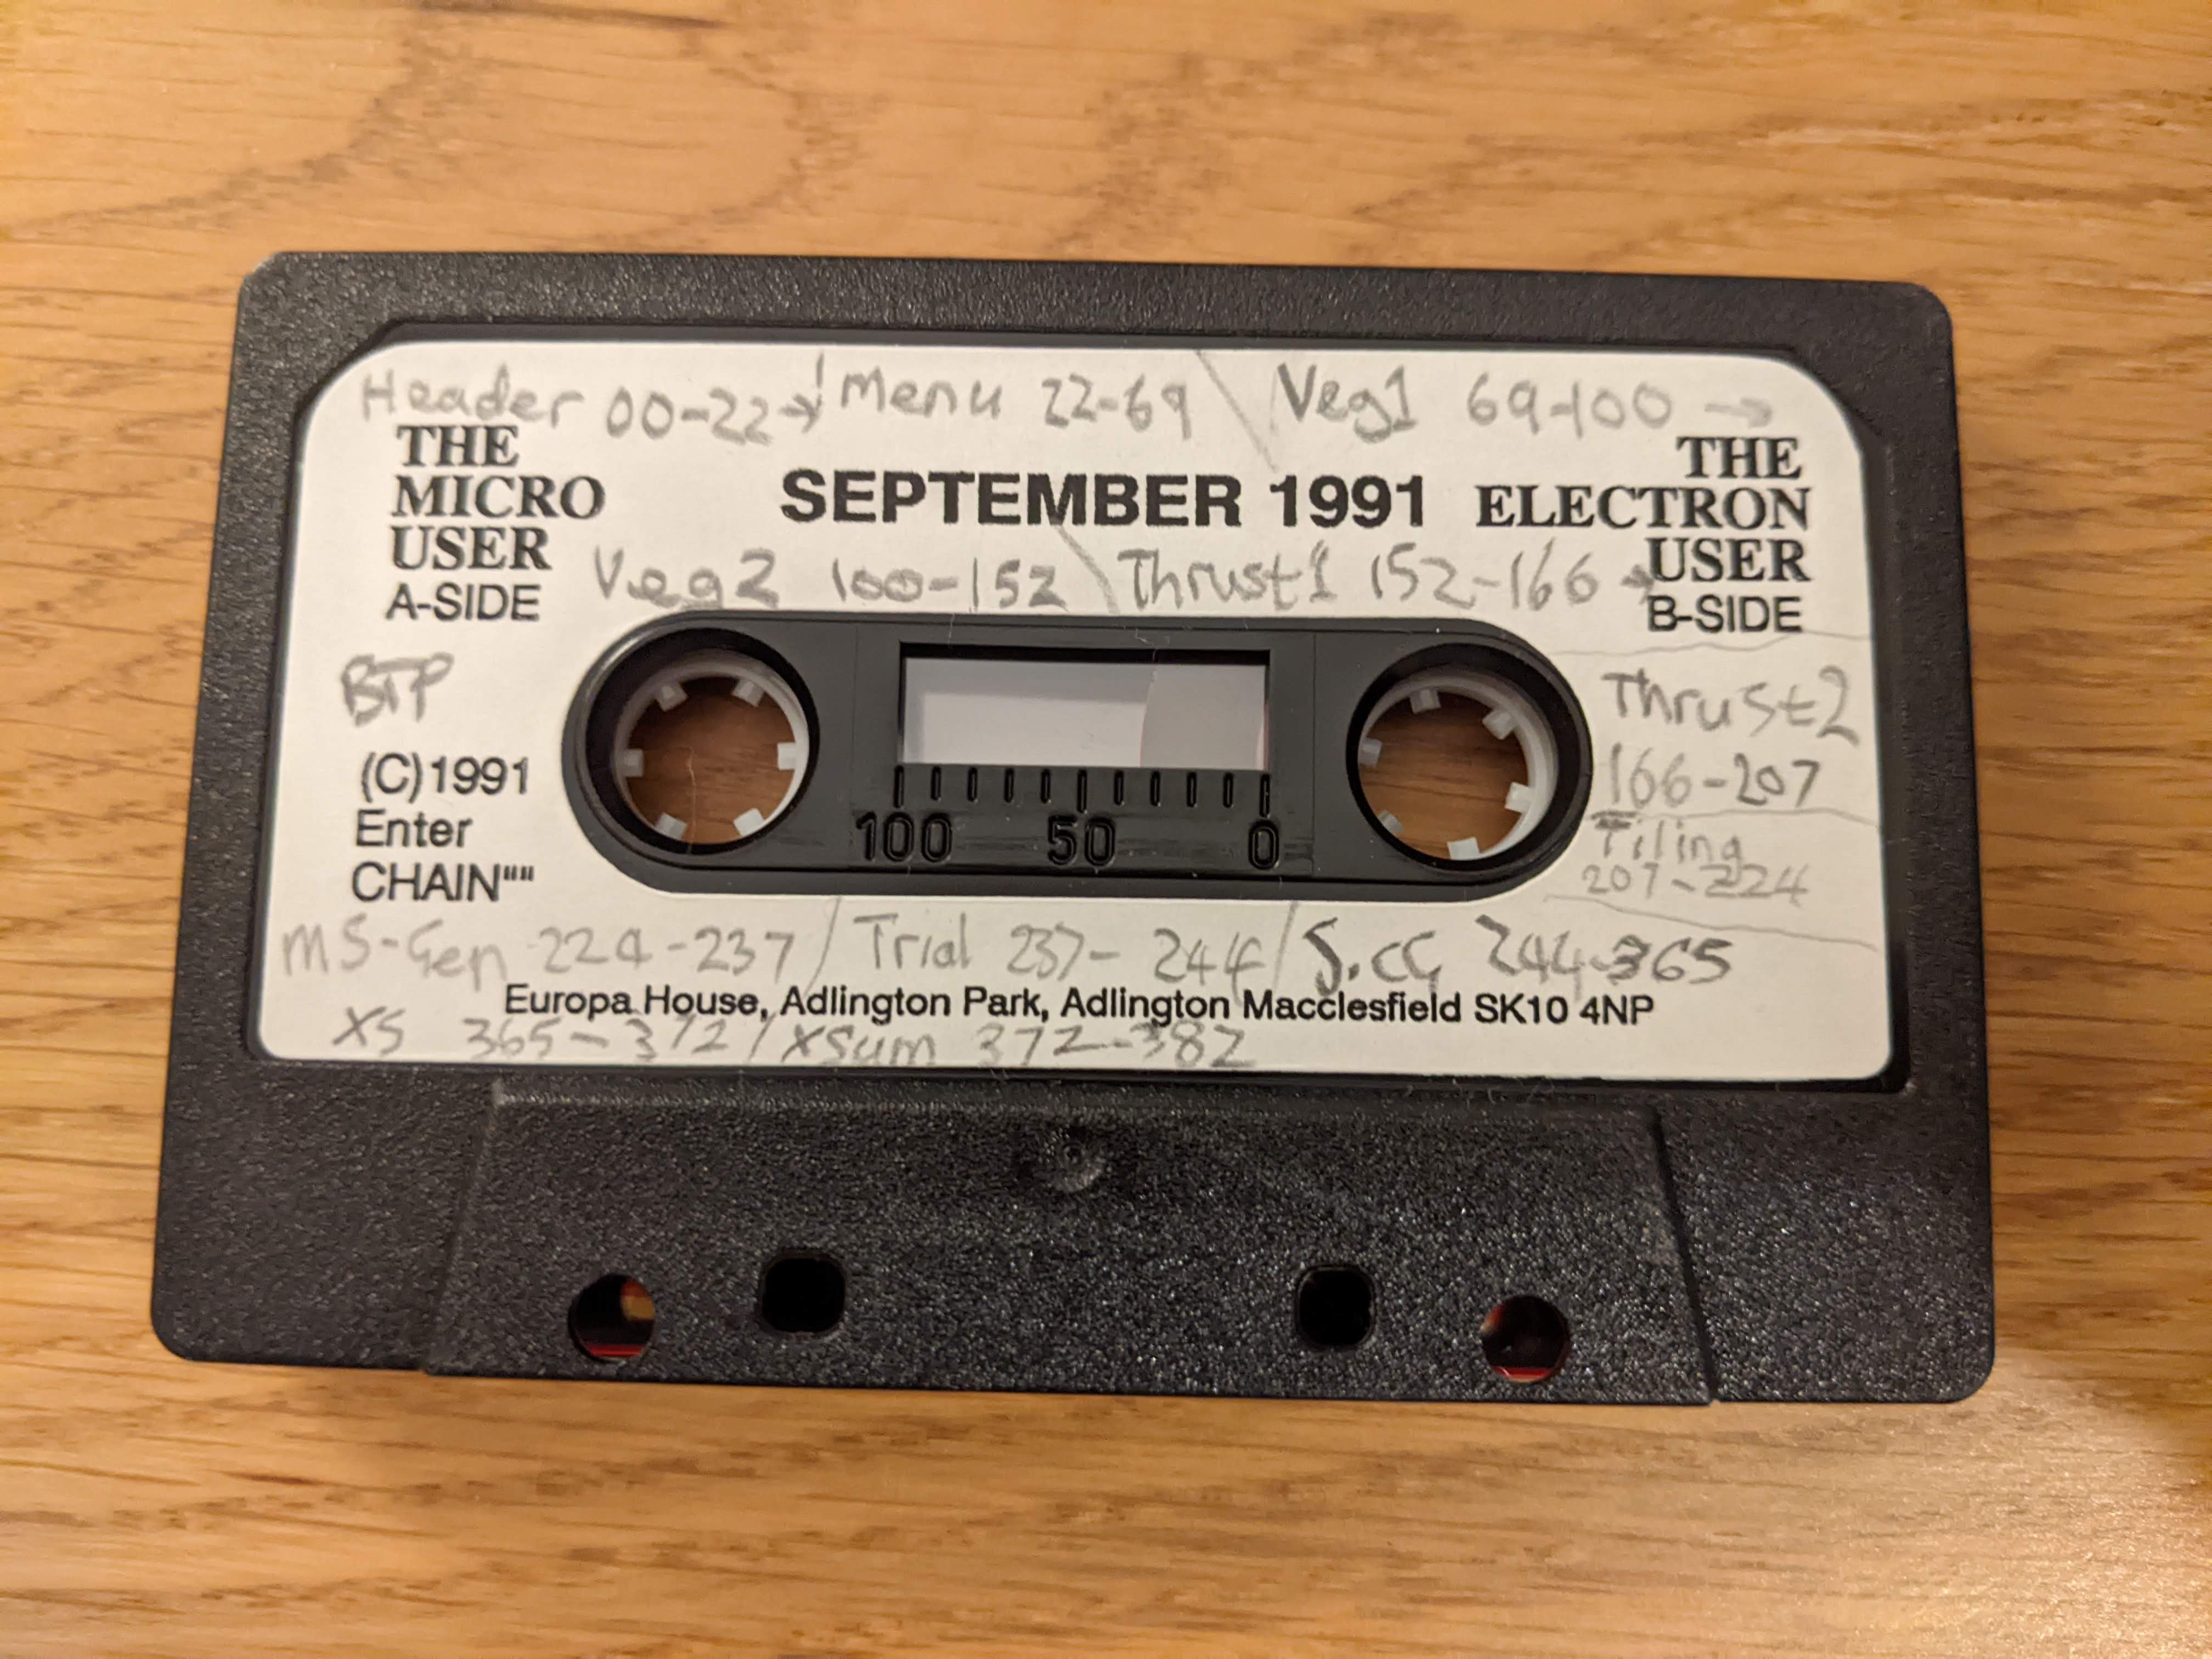 Header 00-22→ Menu 22-69 \ Veg1 69-100 →
THE MICRO USER
A-SIDE
SEPTEMBER 1991
THE ELECTRON USER
B-SIDE
Veg2 100-152 \ Thrust1 152-166 →
BTP
Thrust2
166-207
Tiling
207-224
(C)1991
Enter
CHAIN""
100 50 0
MS-Gen 224-237 / Trial 237-244 / 244-365
Europa House, Adlington Park, Adlington Macclesfield SK10 4NP
XS 365-372 / XSum 372-382